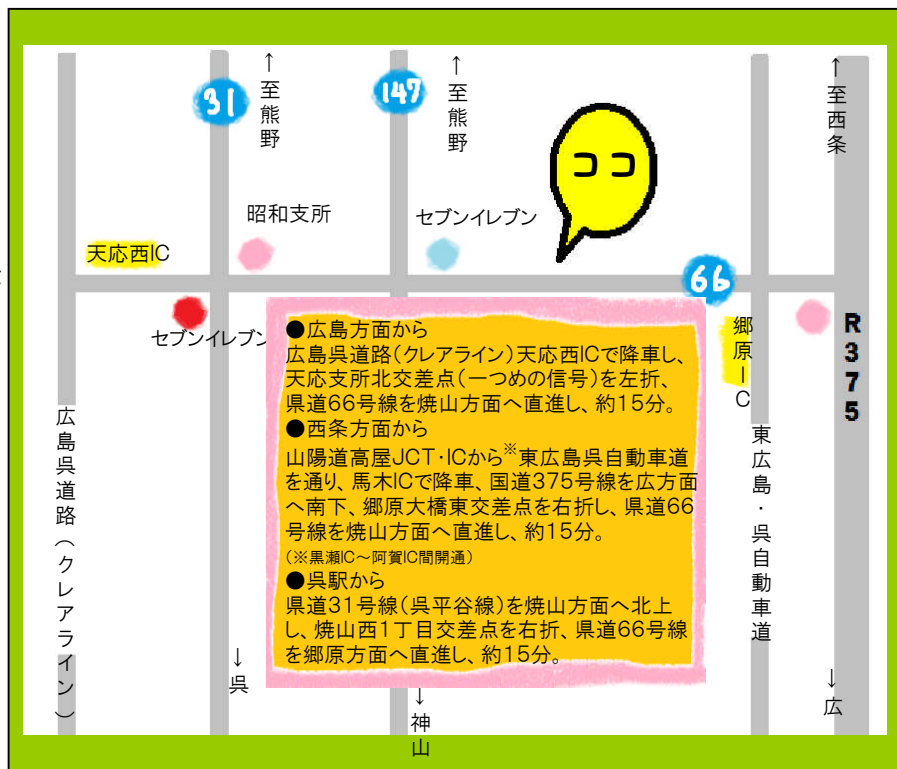 31
↑至熊野
147
↑至熊野
↑至西条
ココ
昭和支所
セブンイレブン
天応西IC
66
セブンイレブン
郷原IC
R375
●広島方面から
広島呉道路(クレアライン)天応西ICで降車し、
天応支所北交差点(一つめの信号)を左折、
県道66号線を焼山方面へ直進し、約15分。
●西条方面から
山陽道高屋JCT・ICから※東広島呉自動車道
を通り、馬木ICで降車、国道375号線を広方面
へ南下、郷原大橋東交差点を右折し、県道66
号線を焼山方面へ直進し、約15分。
(※黒瀬IC～阿賀IC間開通)
●呉駅から
県道31号線(呉平谷線)を焼山方面へ北上
し、焼山西1丁目交差点を右折、県道66号線
を郷原方面へ直進し、約15分。
広島呉道路(クレアライン)
東広島・呉自動車道
↓呉
↓神山
↓広